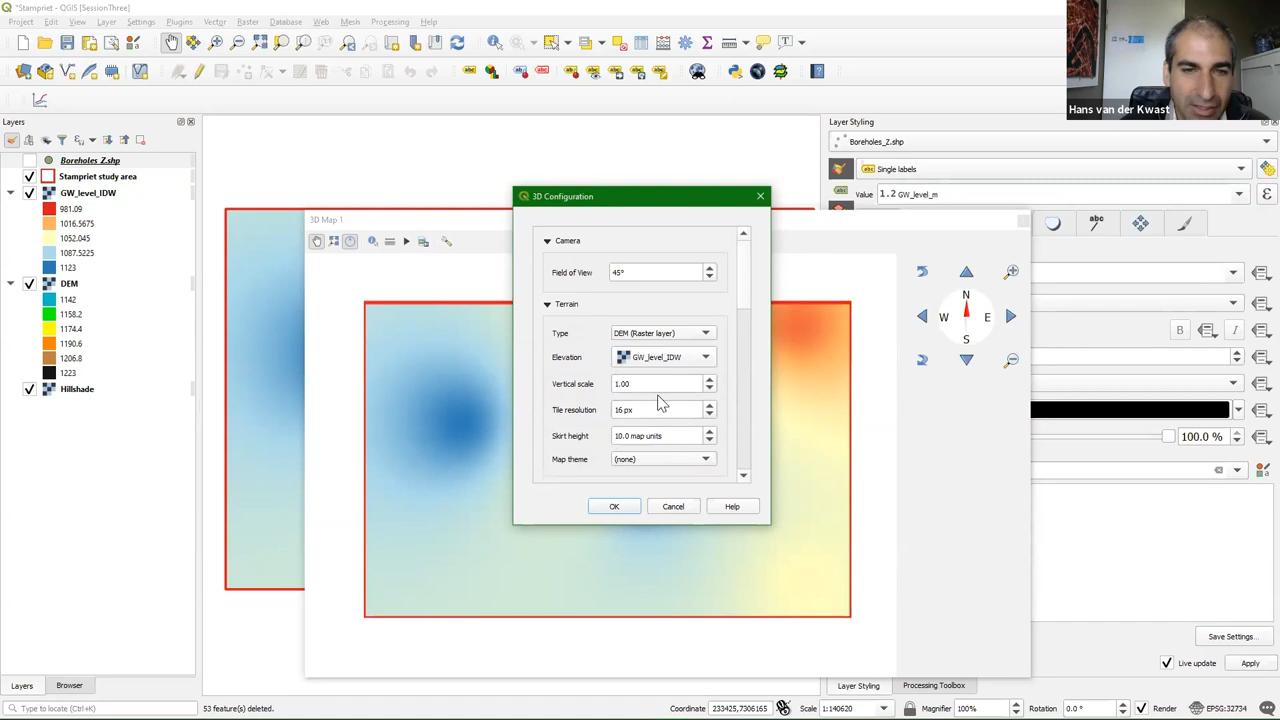 *Stampriet - QGIS [SessionThree]
Project Edit View Layer Settings Plugins Vector Raster Database Web Mesh Processing Help
Hans van der Kwast
Layers
Layer Styling
Boreholes_Z.shp
Boreholes Z.shp
Single labels
Stampriet study area
GW_level_IDW
Value 1.2 GW_level_m
981.09
1016.5675
1052.045
1087.5225
1123
DEM
1142
1158.2
1174.4
1190.6
1206.8
1223
Hillshade
3D Map 1
3D Configuration
Camera
Field of View 45°
Terrain
Type DEM (Raster layer)
Elevation GW_level_IDW
Vertical scale 1.00
Tile resolution 16 px
Skirt height 10.0 map units
Map theme (none)
OK Cancel Help
N
W E
S
abc
B I
100.0 %
Save Settings...
Live update Apply
Layers Browser
Layer Styling Processing Toolbox
Type to locate (Ctrl+K) 53 feature(s) deleted. Coordinate 233425,7306165 Scale 1:140620 Magnifier 100% Rotation 0.0 ° Render EPSG:32734